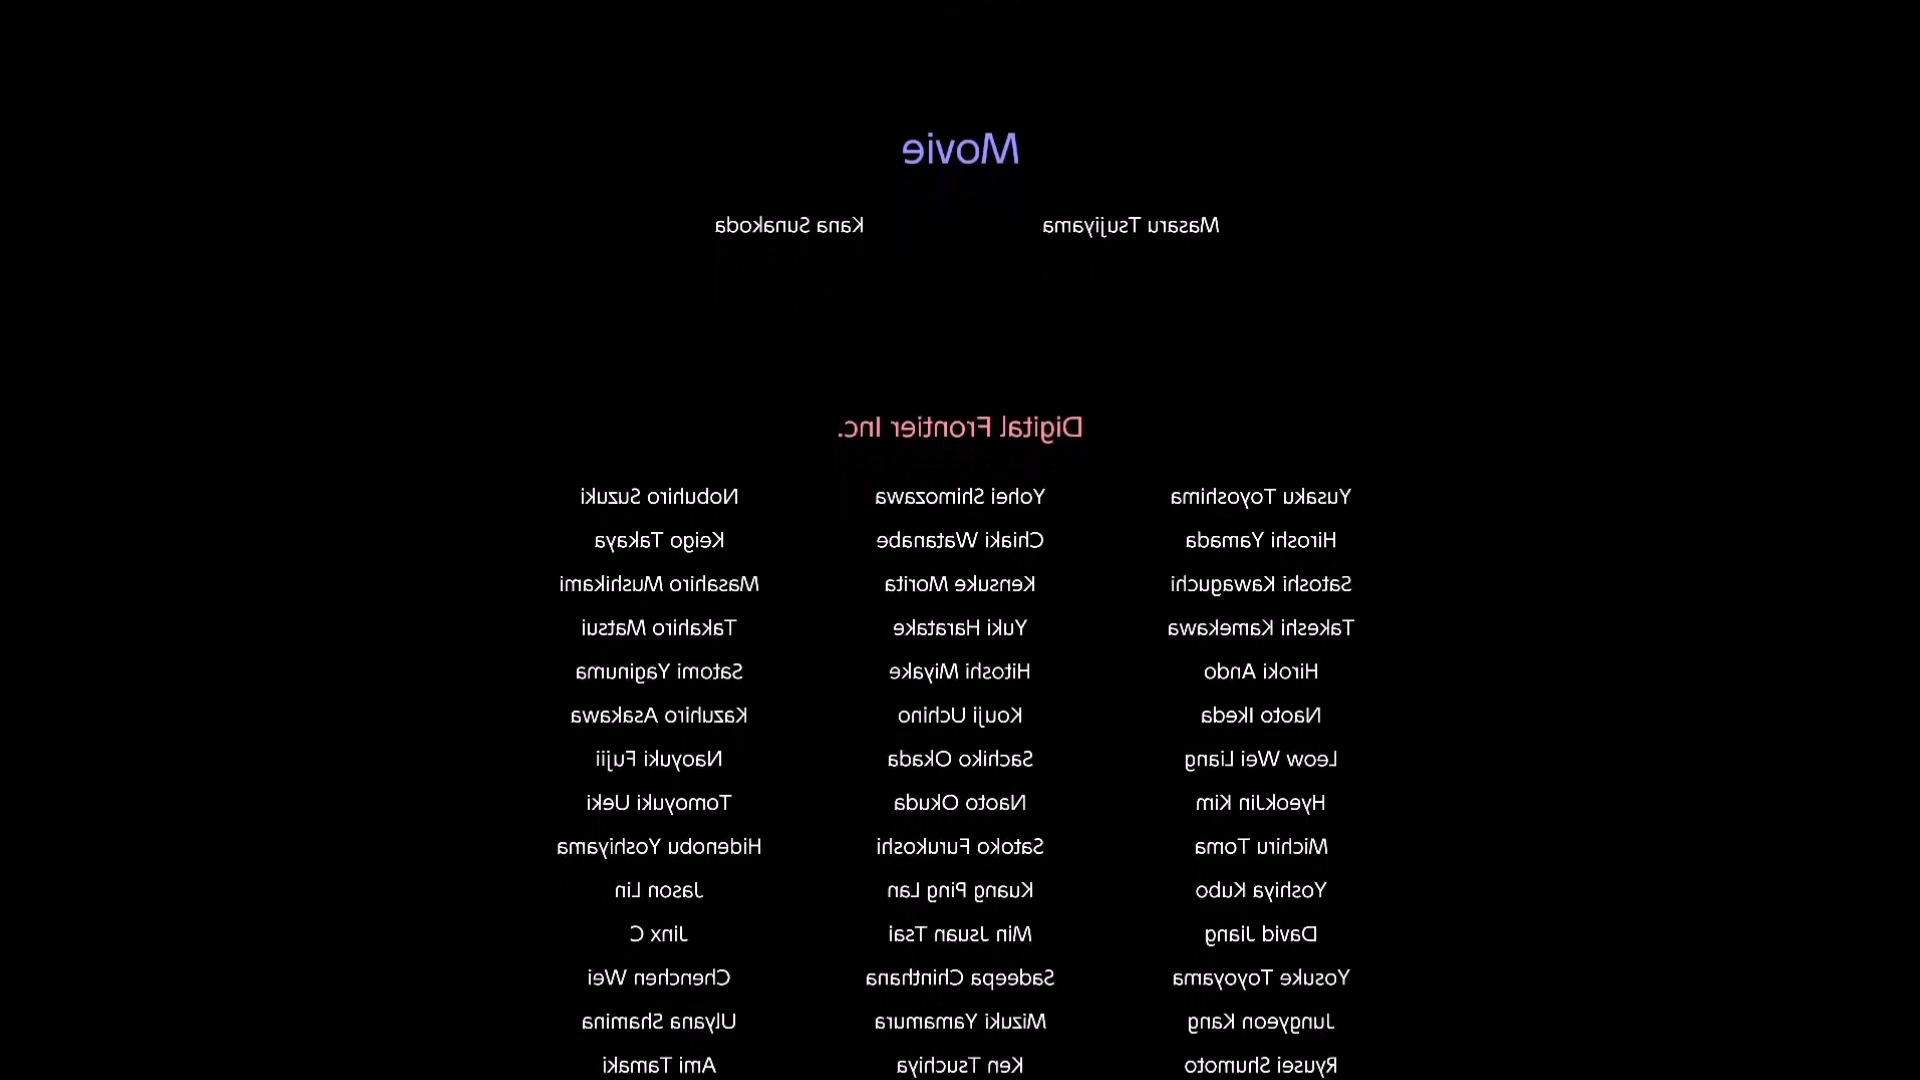 Movie
Masaru Tsujiyama Kana Sunakoda
Digital Frontier Inc.
Yusaku Toyoshima Yohei Shimozawa Nobuhiro Suzuki
Hiroshi Yamada Chiaki Watanabe Keigo Takaya
Satoshi Kawaguchi Kensuke Morita Masahiro Mushikami
Takeshi Kamekawa Yuki Haratake Takahiro Matsui
Hiroki Ando Hitoshi Miyake Satomi Yaginuma
Naoto Ikeda Kouji Uchino Kazuhiro Asakawa
Leow Wei Liang Sachiko Okada Naoyuki Fujii
HyeokJin Kim Naoto Okuda Tomoyuki Ueki
Michiru Toma Satoko Furukoshi Hidenobu Yoshiyama
Yoshiya Kubo Kuang Ping Lan Jason Lin
David Jiang Min Jsuan Tsai Jinx C
Yosuke Toyoyama Sadeepa Chinthana Chenchen Wei
Jungyeon Kang Mizuki Yamamura Ulyana Shamina
Ryusei Shumoto Ken Tsuchiya Ami Tamaki